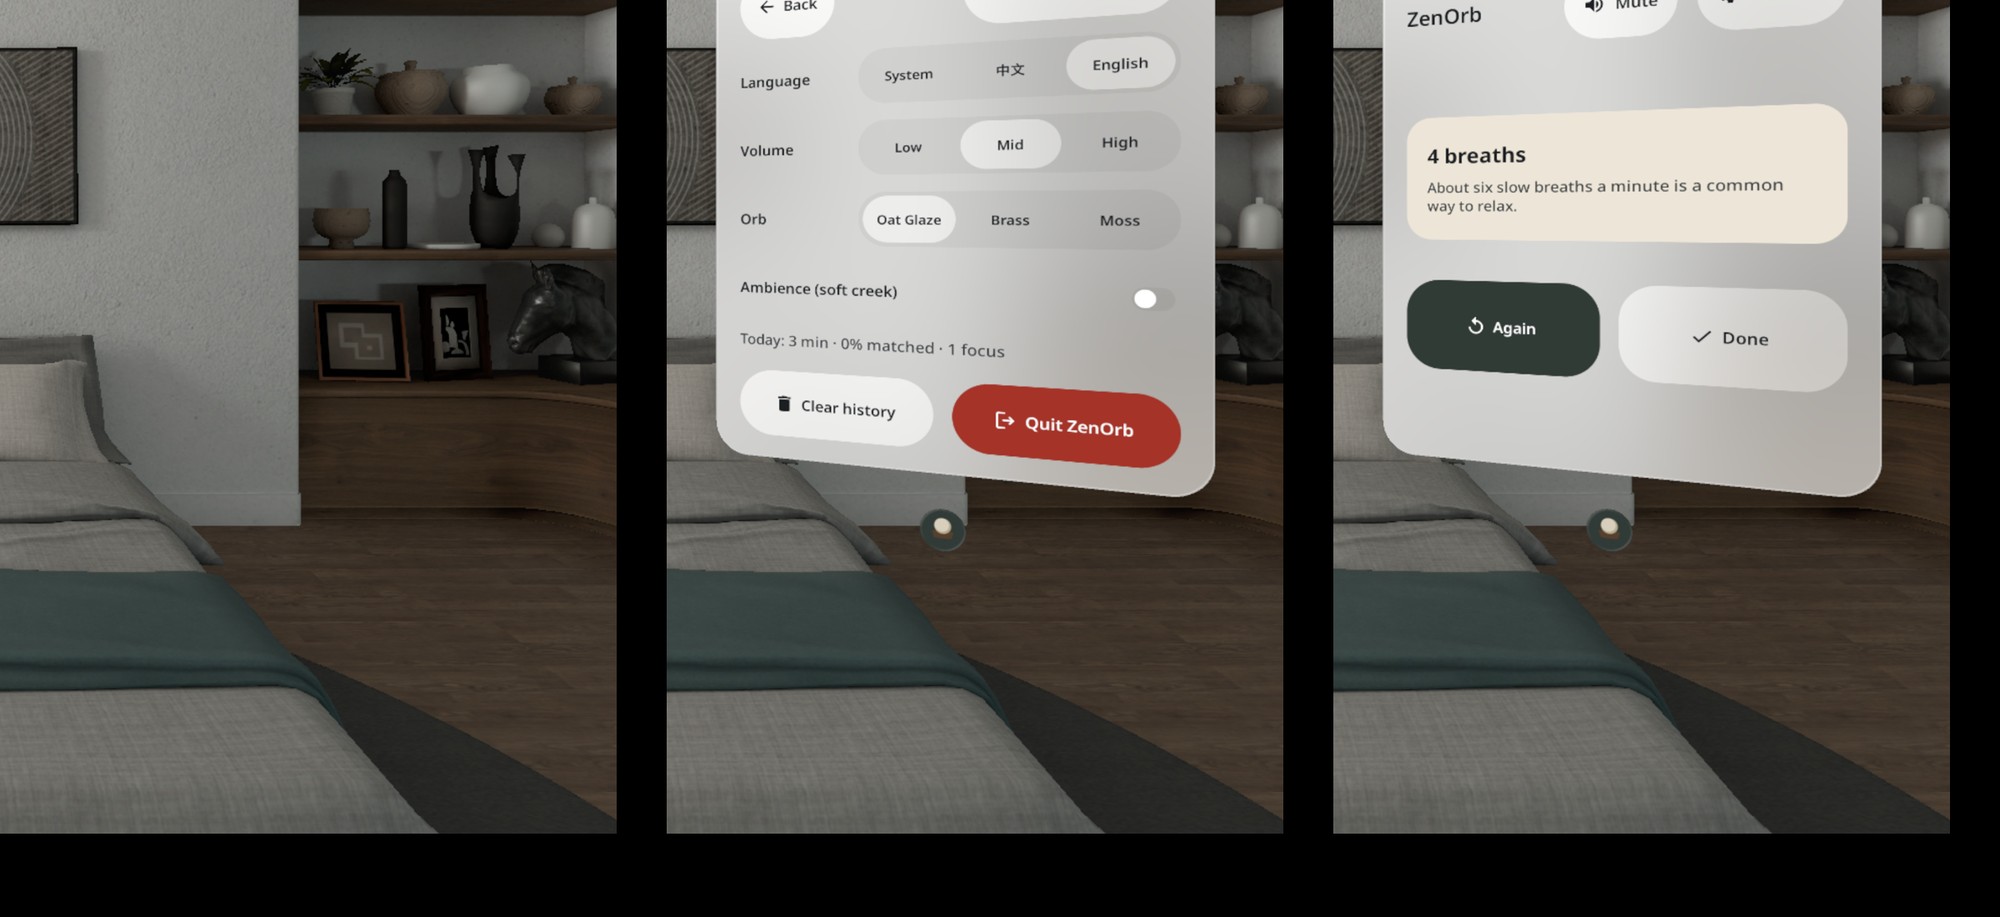 Back
Language
System
中文
English
Volume
Low
Mid
High
Orb
Oat Glaze
Brass
Moss
Ambience (soft creek)
Today: 3 min · 0% matched · 1 focus
Clear history
Quit ZenOrb
ZenOrb
Mute
4 breaths
About six slow breaths a minute is a common
way to relax.
Again
Done